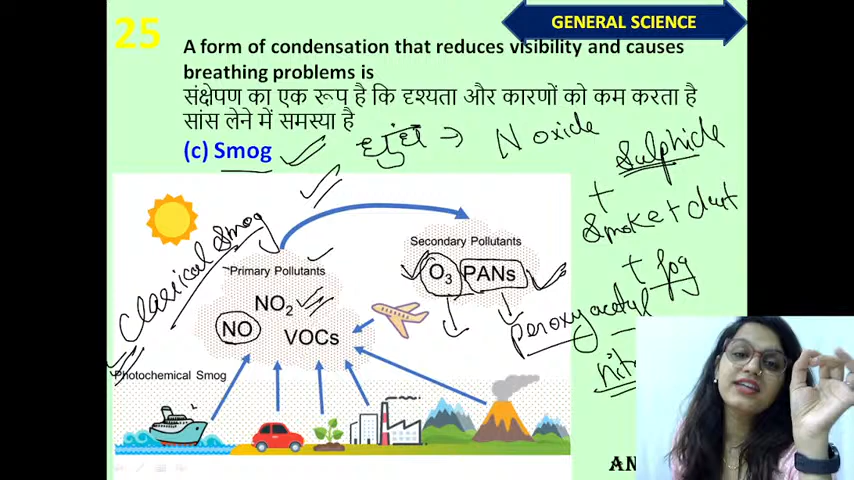 25
GENERAL SCIENCE
A form of condensation that reduces visibility and causes
breathing problems is
संक्षेपण का एक रूप है कि दृश्यता और कारणों को कम करता है
सांस लेने में समस्या है
(c) Smog
धुंध → N oxide
Sulphide
+
Smoke + dust
+ fog
Classical Smog
Primary Pollutants
NO2
NO
VOCs
Secondary Pollutants
O3 PANs
peroxyacetyl
Photochemical Smog
AN